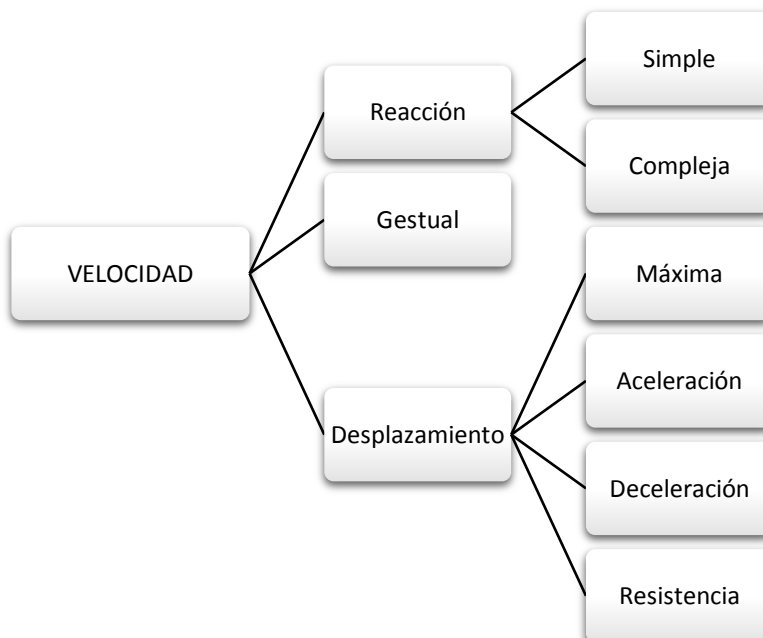 VELOCIDAD
Reacción
Simple
Compleja
Gestual
Desplazamiento
Máxima
Aceleración
Deceleración
Resistencia